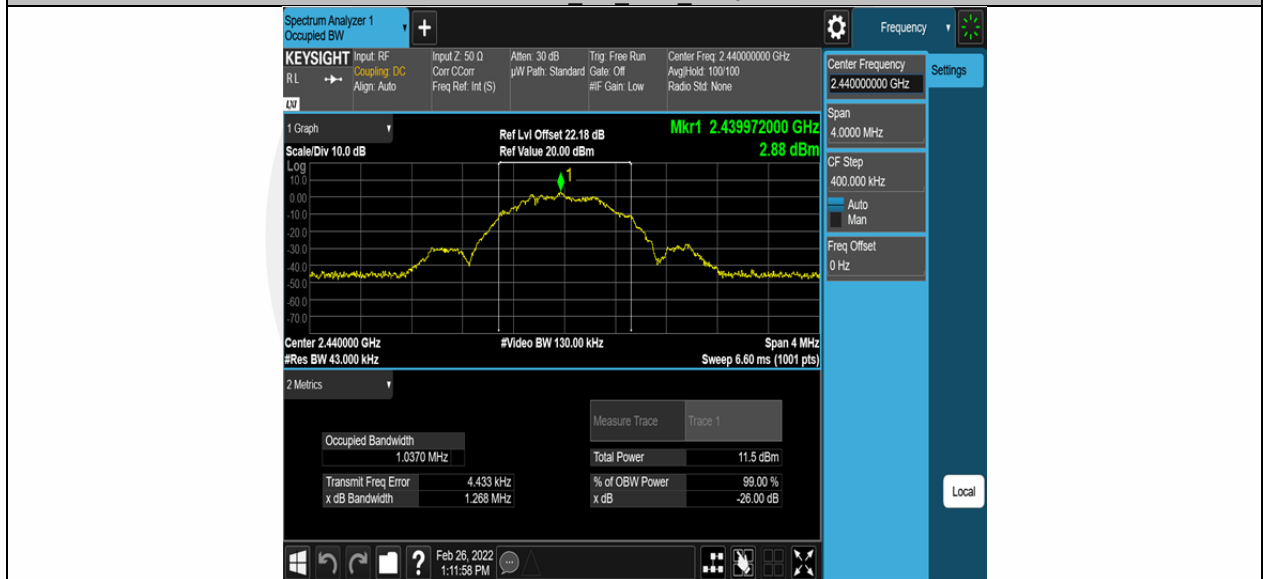 Spectrum Analyzer 1
Occupied BW
+
Frequency
KEYSIGHT
RL
LXI
Input: RF
Coupling: DC
Align: Auto
Input Z: 50 Ω
Corr CCorr
Freq Ref: Int (S)
Atten: 30 dB
µW Path: Standard
Trig: Free Run
Gate: Off
#IF Gain: Low
Center Freq: 2.440000000 GHz
Avg|Hold: 100/100
Radio Std: None
Center Frequency
2.440000000 GHz
Settings
Span
4.0000 MHz
CF Step
400.000 kHz
Auto
Man
Freq Offset
0 Hz
Local
1 Graph
Scale/Div 10.0 dB
Ref Lvl Offset 22.18 dB
Ref Value 20.00 dBm
Mkr1 2.439972000 GHz
2.88 dBm
Log
10.0
0.00
-10.0
-20.0
-30.0
-40.0
-50.0
-60.0
-70.0
1
Center 2.440000 GHz
#Video BW 130.00 kHz
Span 4 MHz
#Res BW 43.000 kHz
Sweep 6.60 ms (1001 pts)
2 Metrics
Measure Trace Trace 1
Occupied Bandwidth
1.0370 MHz
Total Power 11.5 dBm
Transmit Freq Error 4.433 kHz
% of OBW Power 99.00 %
x dB Bandwidth 1.268 MHz
x dB -26.00 dB
?
Feb 26, 2022
1:11:58 PM